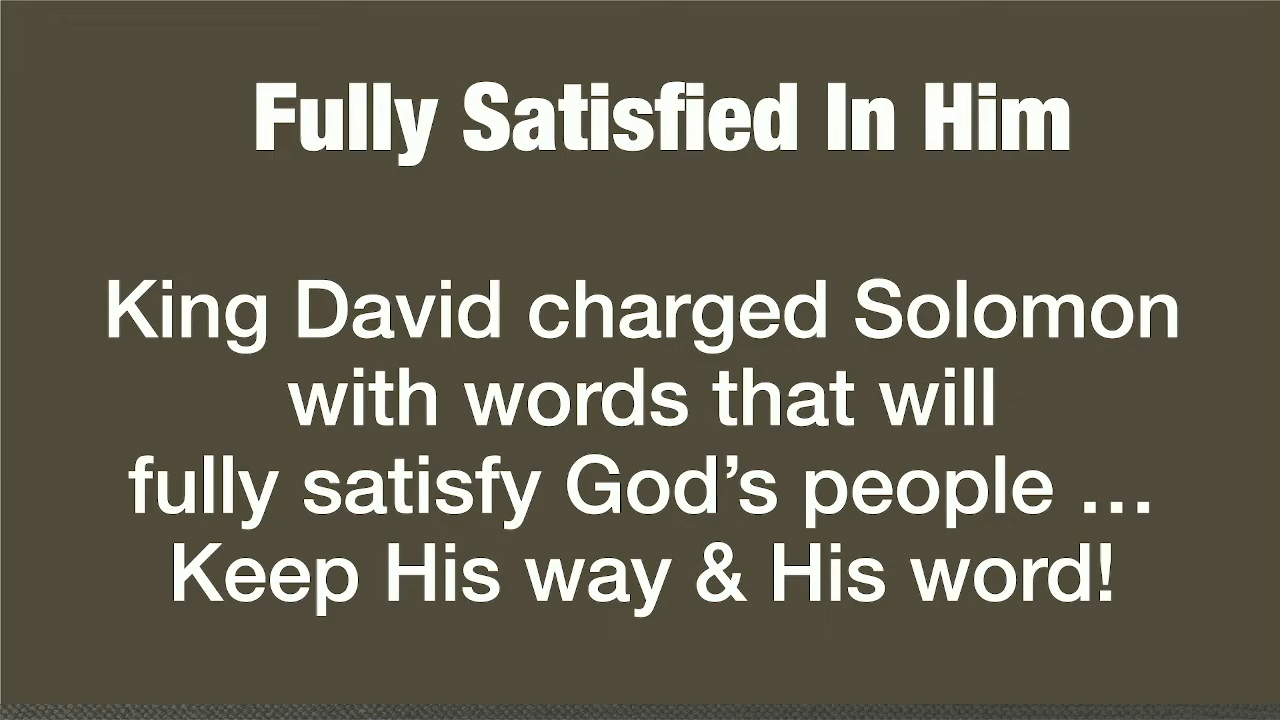 Fully Satisfied In Him
King David charged Solomon
with words that will
fully satisfy God’s people …
Keep His way & His word!